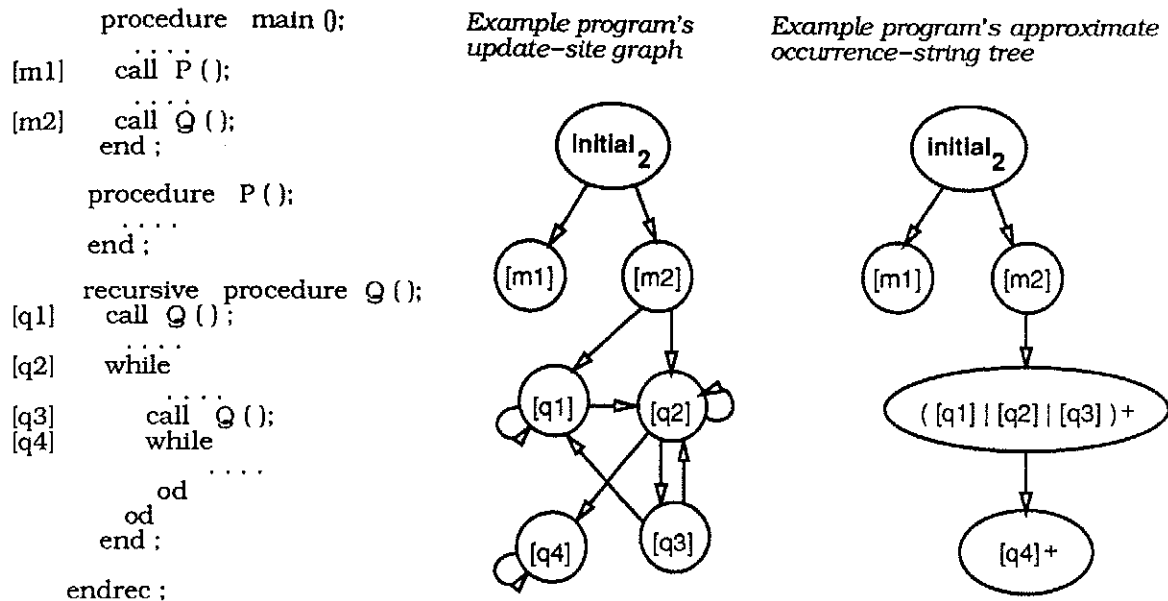 procedure main ();
. . . .
[m1] call P ();
. . . .
[m2] call Q ();
end ;
procedure P ();
. . . .
end ;
recursive procedure Q ();
[q1] call Q () ;
. . . .
[q2] while
. . . .
[q3] call Q ();
[q4] while
. . . .
od
od
end ;
endrec ;
Example program's
update-site graph
initial2
[m1]
[m2]
[q1]
[q2]
[q4]
[q3]
Example program's approximate
occurrence-string tree
initial2
[m1]
[m2]
( [q1] | [q2] | [q3] ) +
[q4] +